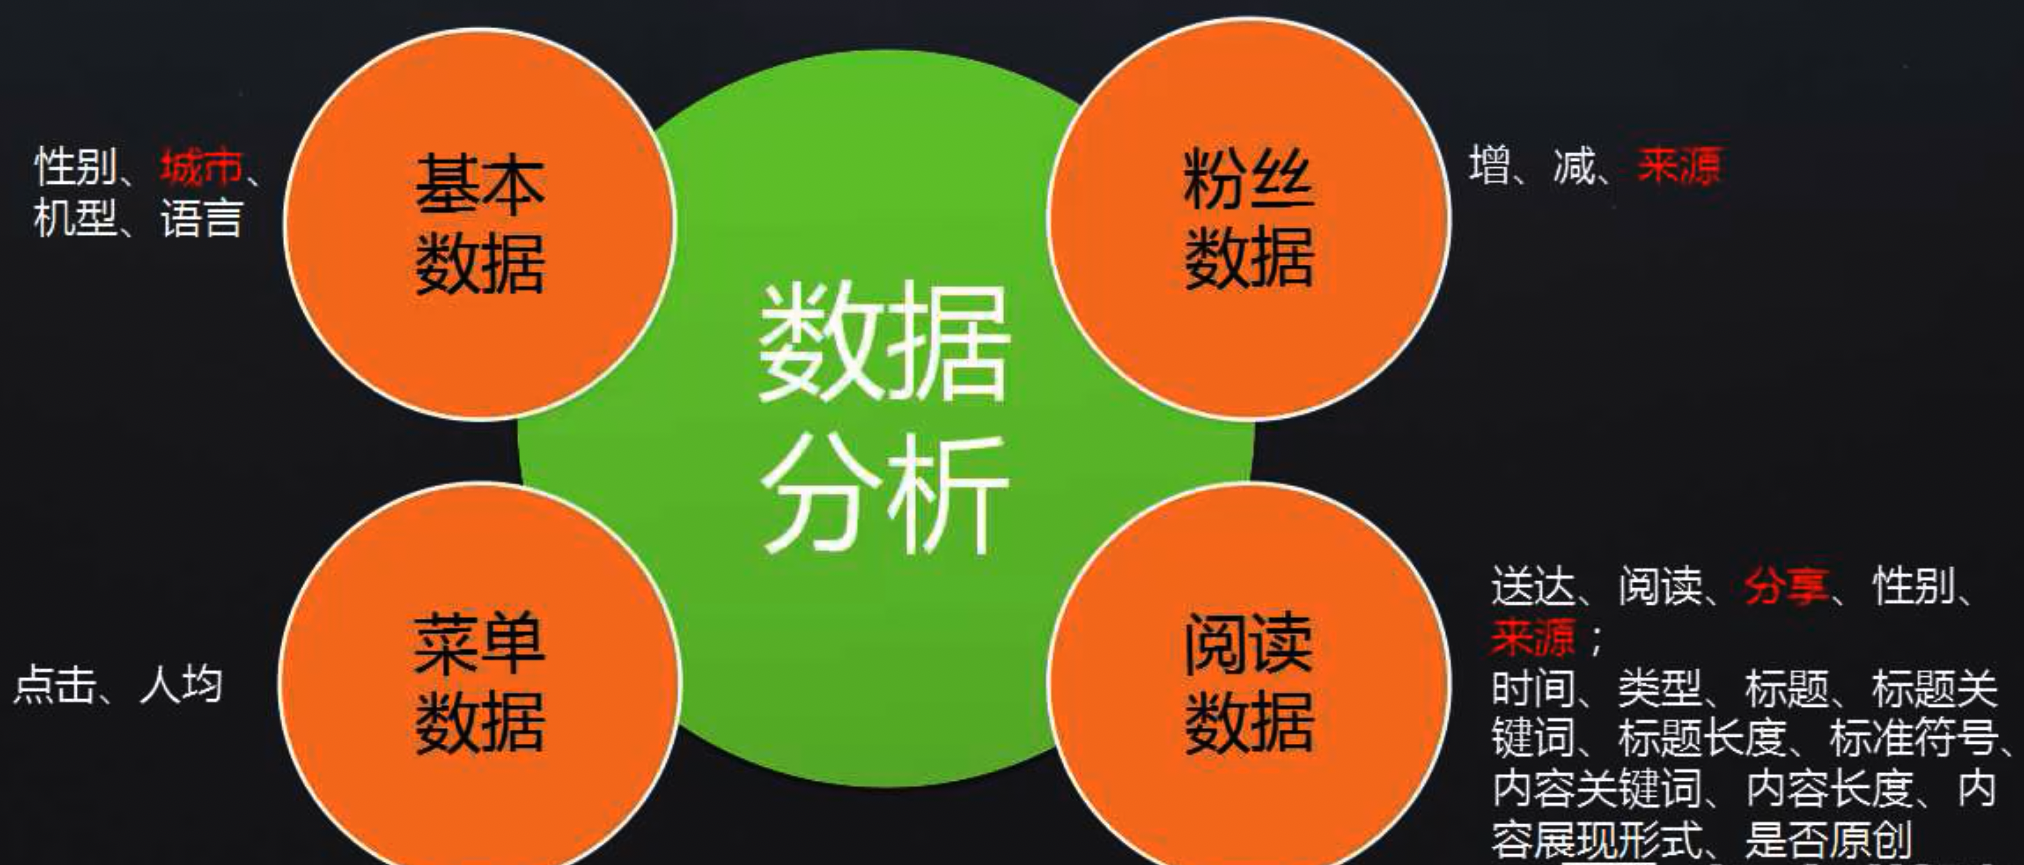 性别、城市、
机型、语言
基本
数据
粉丝
数据
增、减、来源
数据
分析
点击、人均
菜单
数据
阅读
数据
送达、阅读、分享、性别、
来源；
时间、类型、标题、标题关
键词、标题长度、标准符号、
内容关键词、内容长度、内
容展现形式、是否原创